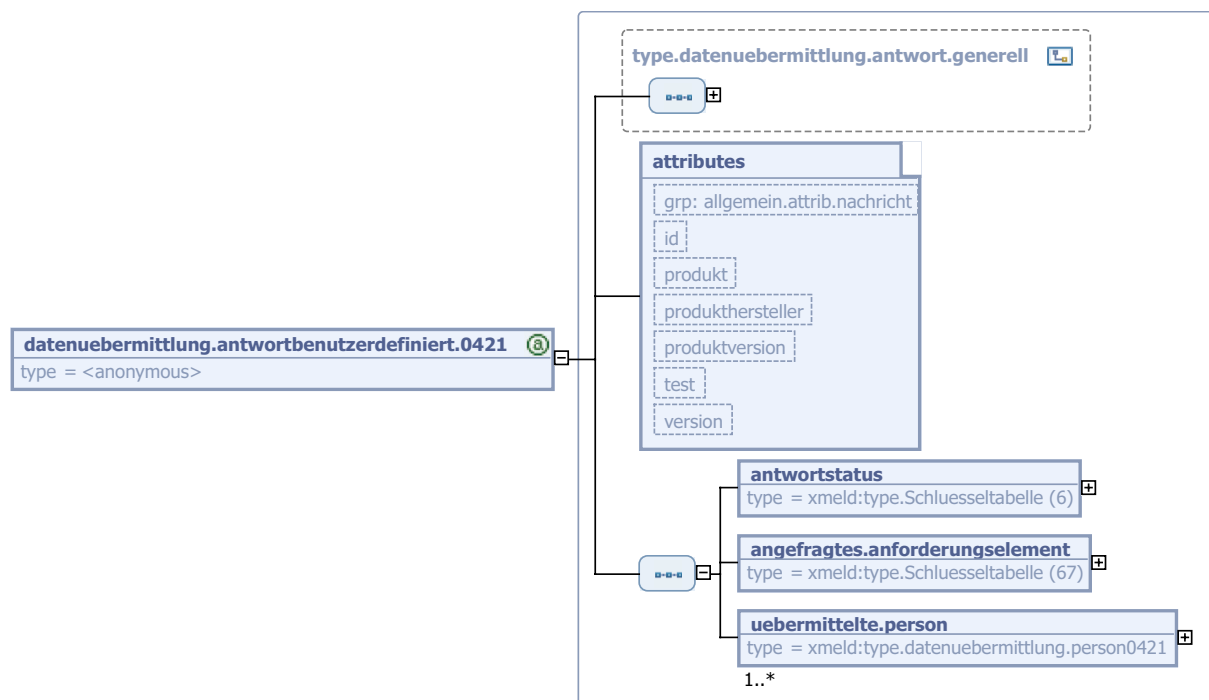 type.datenuebermittlung.antwort.generell
attributes
grp: allgemein.attrib.nachricht
id
produkt
produkthersteller
produktversion
test
version
datenuebermittlung.antwortbenutzerdefiniert.0421 @
type = <anonymous>
antwortstatus
type = xmeld:type.Schluesseltabelle (6)
angefragtes.anforderungselement
type = xmeld:type.Schluesseltabelle (67)
uebermittelte.person
type = xmeld:type.datenuebermittlung.person0421
1..*